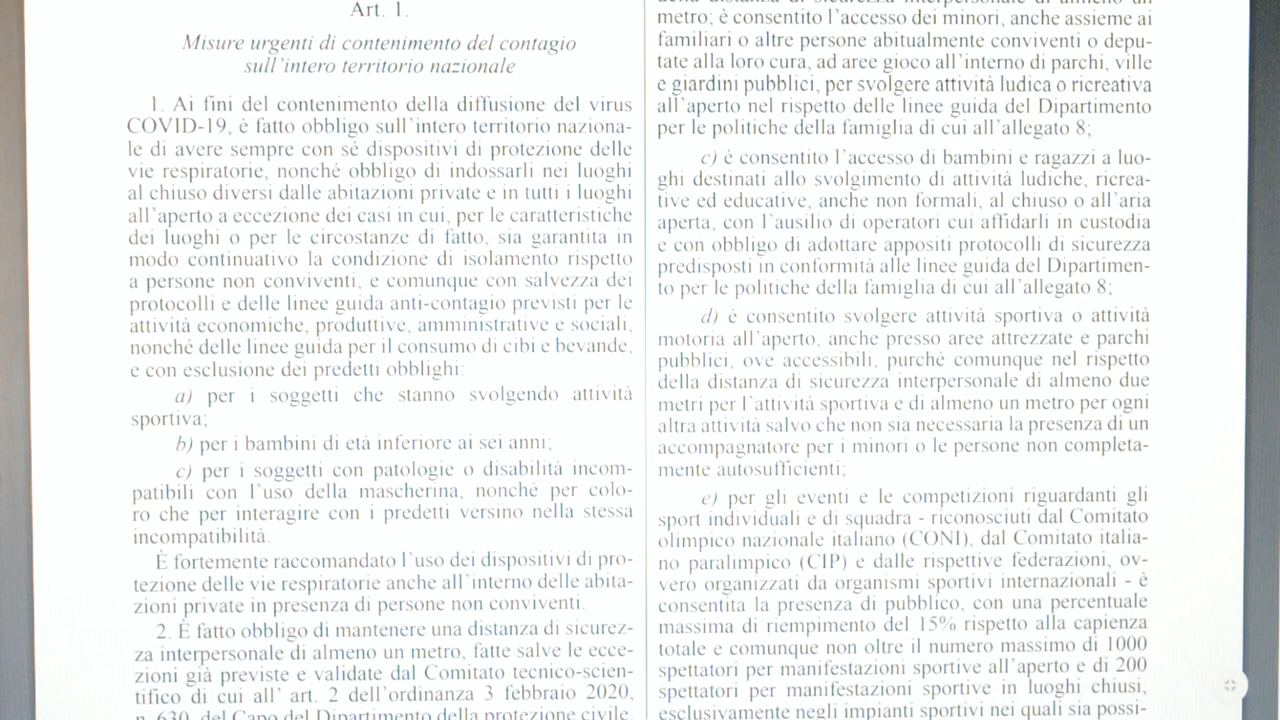 Art. 1.
Misure urgenti di contenimento del contagio
sull'intero territorio nazionale
1. Ai fini del contenimento della diffusione del virus
COVID-19, è fatto obbligo sull'intero territorio naziona-
le di avere sempre con sé dispositivi di protezione delle
vie respiratorie, nonché obbligo di indossarli nei luoghi
al chiuso diversi dalle abitazioni private e in tutti i luoghi
all'aperto a eccezione dei casi in cui, per le caratteristiche
dei luoghi o per le circostanze di fatto, sia garantita in
modo continuativo la condizione di isolamento rispetto
a persone non conviventi, e comunque con salvezza dei
protocolli e delle linee guida anti-contagio previsti per le
attività economiche, produttive, amministrative e sociali,
nonché delle linee guida per il consumo di cibi e bevande,
e con esclusione dei predetti obblighi:
a) per i soggetti che stanno svolgendo attività
sportiva;
b) per i bambini di età inferiore ai sei anni;
c) per i soggetti con patologie o disabilità incom-
patibili con l'uso della mascherina, nonché per colo-
ro che per interagire con i predetti versino nella stessa
incompatibilità.
È fortemente raccomandato l'uso dei dispositivi di pro-
tezione delle vie respiratorie anche all'interno delle abita-
zioni private in presenza di persone non conviventi.
2. È fatto obbligo di mantenere una distanza di sicurez-
za interpersonale di almeno un metro, fatte salve le ecce-
zioni già previste e validate dal Comitato tecnico-scien-
tifico di cui all' art. 2 dell'ordinanza 3 febbraio 2020,
n. 630, del Capo del Dipartimento della protezione civile,
della distanza di sicurezza interpersonale di almeno un
metro; è consentito l'accesso dei minori, anche assieme ai
familiari o altre persone abitualmente conviventi o depu-
tate alla loro cura, ad aree gioco all'interno di parchi, ville
e giardini pubblici, per svolgere attività ludica o ricreativa
all'aperto nel rispetto delle linee guida del Dipartimento
per le politiche della famiglia di cui all'allegato 8;
c) è consentito l'accesso di bambini e ragazzi a luo-
ghi destinati allo svolgimento di attività ludiche, ricrea-
tive ed educative, anche non formali, al chiuso o all'aria
aperta, con l'ausilio di operatori cui affidarli in custodia
e con obbligo di adottare appositi protocolli di sicurezza
predisposti in conformità alle linee guida del Dipartimen-
to per le politiche della famiglia di cui all'allegato 8;
d) è consentito svolgere attività sportiva o attività
motoria all'aperto, anche presso aree attrezzate e parchi
pubblici, ove accessibili, purché comunque nel rispetto
della distanza di sicurezza interpersonale di almeno due
metri per l'attività sportiva e di almeno un metro per ogni
altra attività salvo che non sia necessaria la presenza di un
accompagnatore per i minori o le persone non completa-
mente autosufficienti;
e) per gli eventi e le competizioni riguardanti gli
sport individuali e di squadra - riconosciuti dal Comitato
olimpico nazionale italiano (CONI), dal Comitato italia-
no paralimpico (CIP) e dalle rispettive federazioni, ov-
vero organizzati da organismi sportivi internazionali - è
consentita la presenza di pubblico, con una percentuale
massima di riempimento del 15% rispetto alla capienza
totale e comunque non oltre il numero massimo di 1000
spettatori per manifestazioni sportive all'aperto e di 200
spettatori per manifestazioni sportive in luoghi chiusi,
esclusivamente negli impianti sportivi nei quali sia possi-